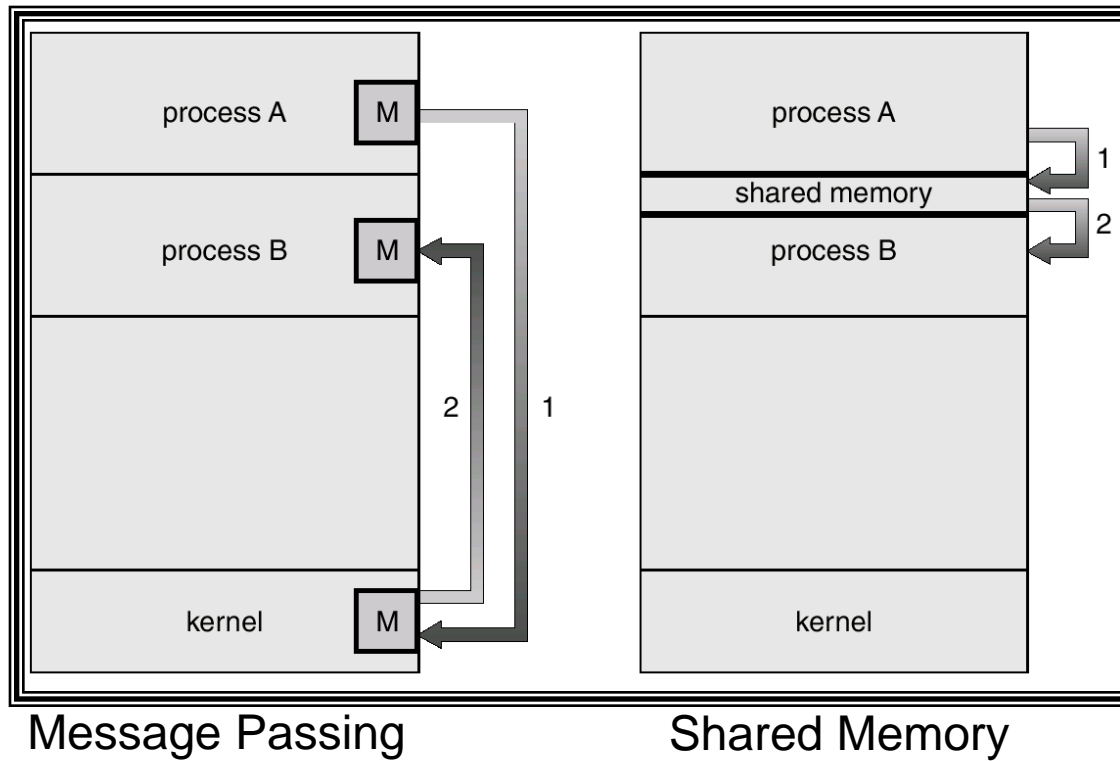 process A
M
process B
M
2
1
kernel
M
Message Passing
process A
1
shared memory
2
process B
kernel
Shared Memory